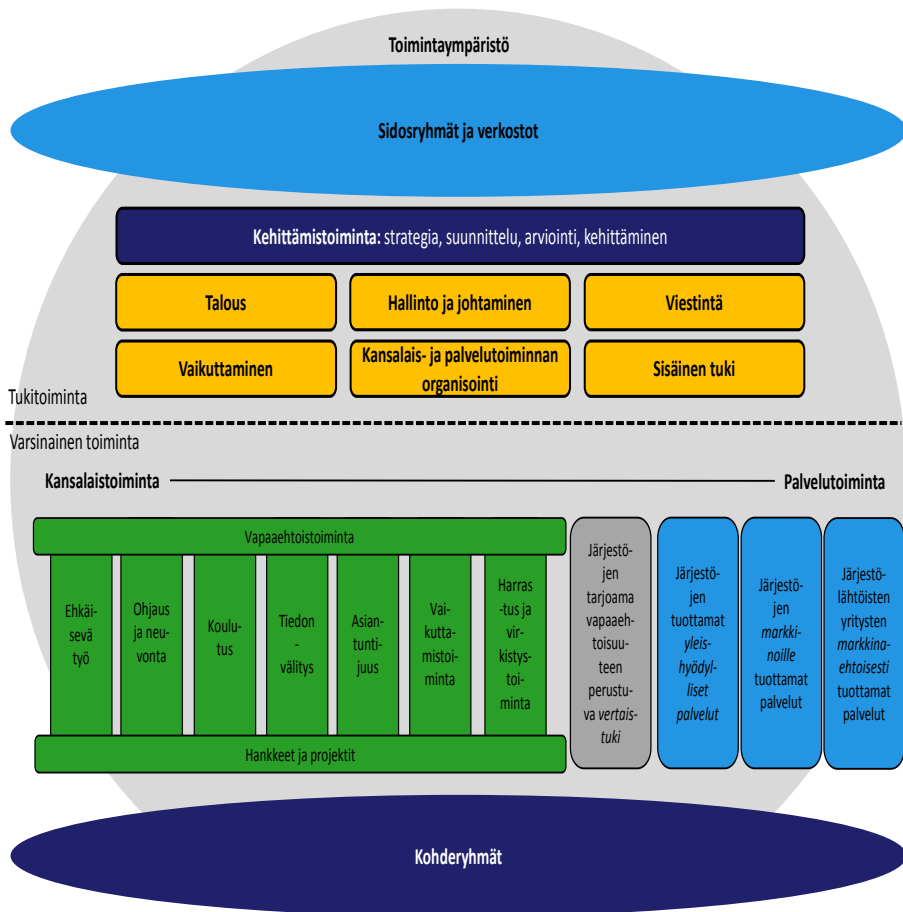 Toimintaympäristö
Sidosryhmät ja verkostot
Kehittämistoiminta: strategia, suunnittelu, arviointi, kehittäminen
Talous
Hallinto ja johtaminen
Viestintä
Vaikuttaminen
Kansalais- ja palvelutoiminnan
organisointi
Sisäinen tuki
Tukitoiminta
Varsinainen toiminta
Kansalaistoiminta
Palvelutoiminta
Vapaaehtoistoiminta
Ehkäi-
sevä
työ
Ohjaus
ja neu-
vonta
Koulu-
tus
Tiedon
-
välitys
Asian-
tunti-
juus
Vai-
kutta-
mistoi-
minta
Harras
-tus ja
vir-
kistys-
toi-
minta
Hankkeet ja projektit
Järjestö-
jen
tarjoama
vapaaeh-
toisuu-
teen
perustu-
va vertais-
tuki
Järjestö-
jen
tuottamat
yleis-
hyödyl-
liset
palvelut
Järjestö-
jen
markki-
noille
tuottamat
palvelut
Järjestö-
lähtöisten
yritysten
markkina-
ehtoisesti
tuottamat
palvelut
Kohderyhmät